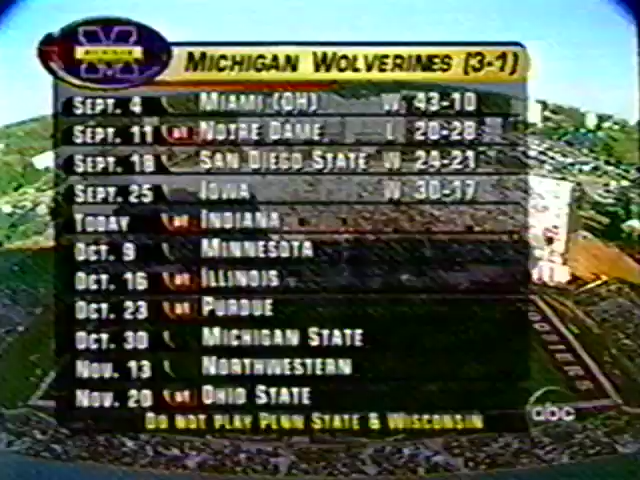 MICHIGAN WOLVERINES (3-1)
SEPT. 4 MIAMI (OH) W 43-10
SEPT. 11 at NOTRE DAME L 20-28
SEPT. 18 SAN DIEGO STATE W 24-21
SEPT. 25 IOWA W 30-17
TODAY at INDIANA
OCT. 9 MINNESOTA
OCT. 16 at ILLINOIS
OCT. 23 at PURDUE
OCT. 30 MICHIGAN STATE
NOV. 13 NORTHWESTERN
NOV. 20 at OHIO STATE
DO NOT PLAY PENN STATE & WISCONSIN
abc